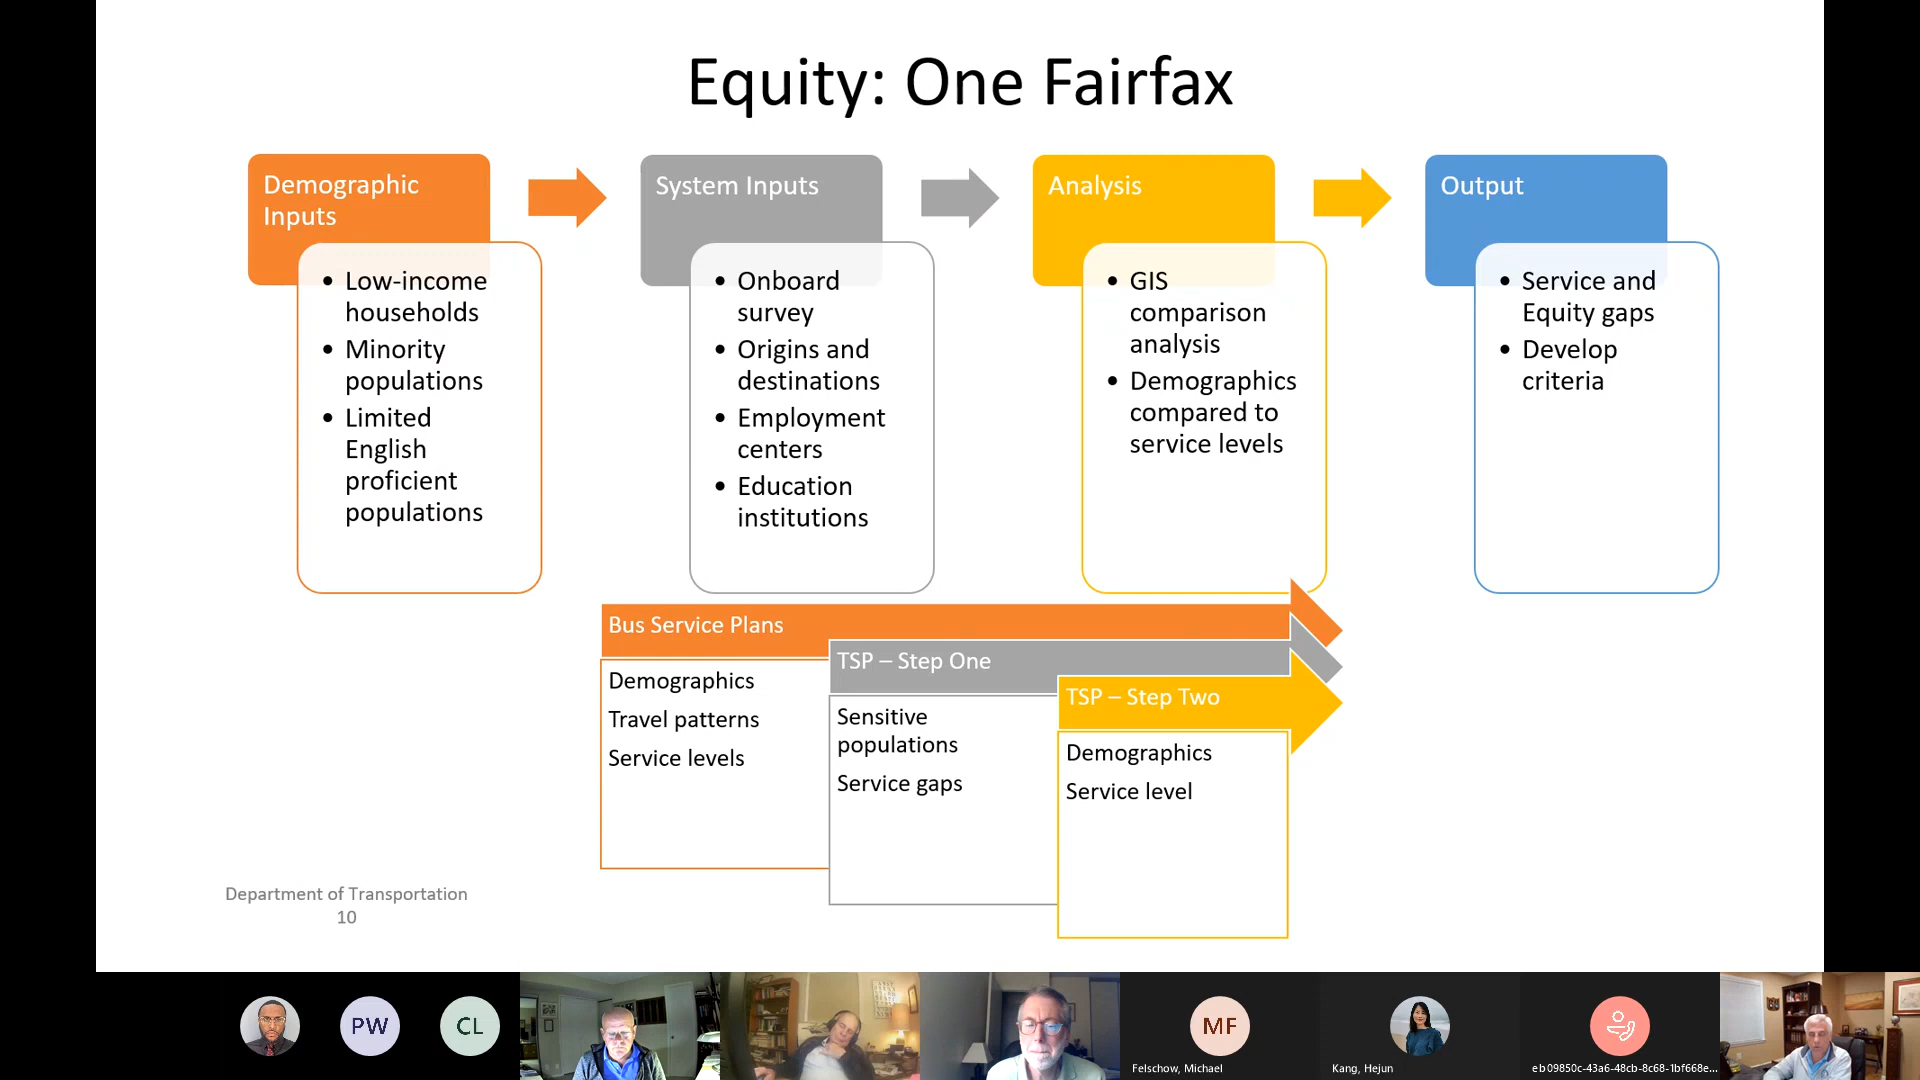 Equity: One Fairfax
Demographic
Inputs
• Low-income
households
• Minority
populations
• Limited
English
proficient
populations
System Inputs
• Onboard
survey
• Origins and
destinations
• Employment
centers
• Education
institutions
Analysis
• GIS
comparison
analysis
• Demographics
compared to
service levels
Output
• Service and
Equity gaps
• Develop
criteria
Bus Service Plans
Demographics
Travel patterns
Service levels
TSP – Step One
Sensitive
populations
Service gaps
TSP – Step Two
Demographics
Service level
Department of Transportation
10
PW
CL
MF
Felschow, Michael
Kang, Hejun
eb09850c-43a6-48cb-8c68-1bf668e...